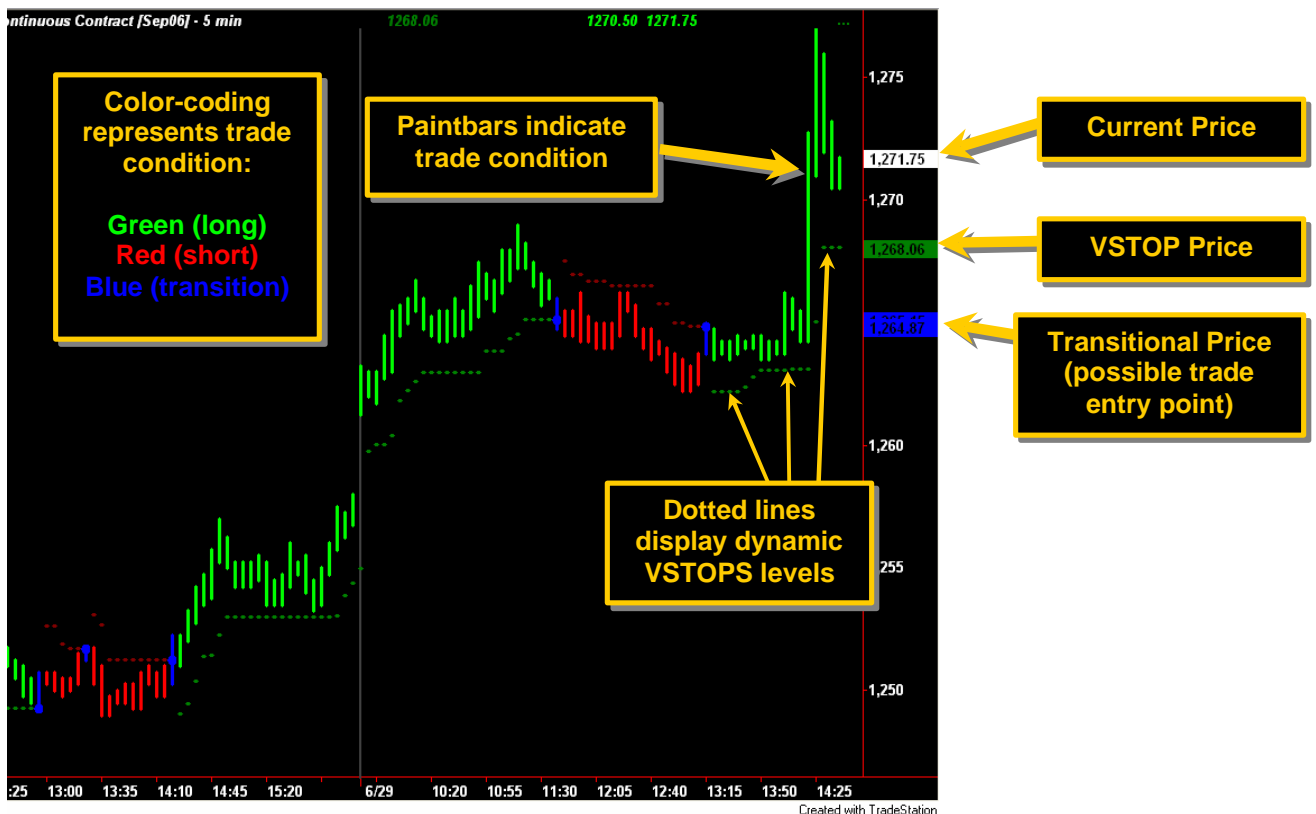 ontinuous Contract [Sep06] - 5 min 1268.06 1270.50 1271.75 ...
Color-coding
represents trade
condition:
Green (long)
Red (short)
Blue (transition)
Paintbars indicate
trade condition
Current Price
VSTOP Price
Transitional Price
(possible trade
entry point)
Dotted lines
display dynamic
VSTOPS levels
1,275
1,271.75
1,270
1,268.06
1,264.87
1,260
,255
1,250
:25 13:00 13:35 14:10 14:45 15:20 6/29 10:20 10:55 11:30 12:05 12:40 13:15 13:50 14:25
Created with TradeStation